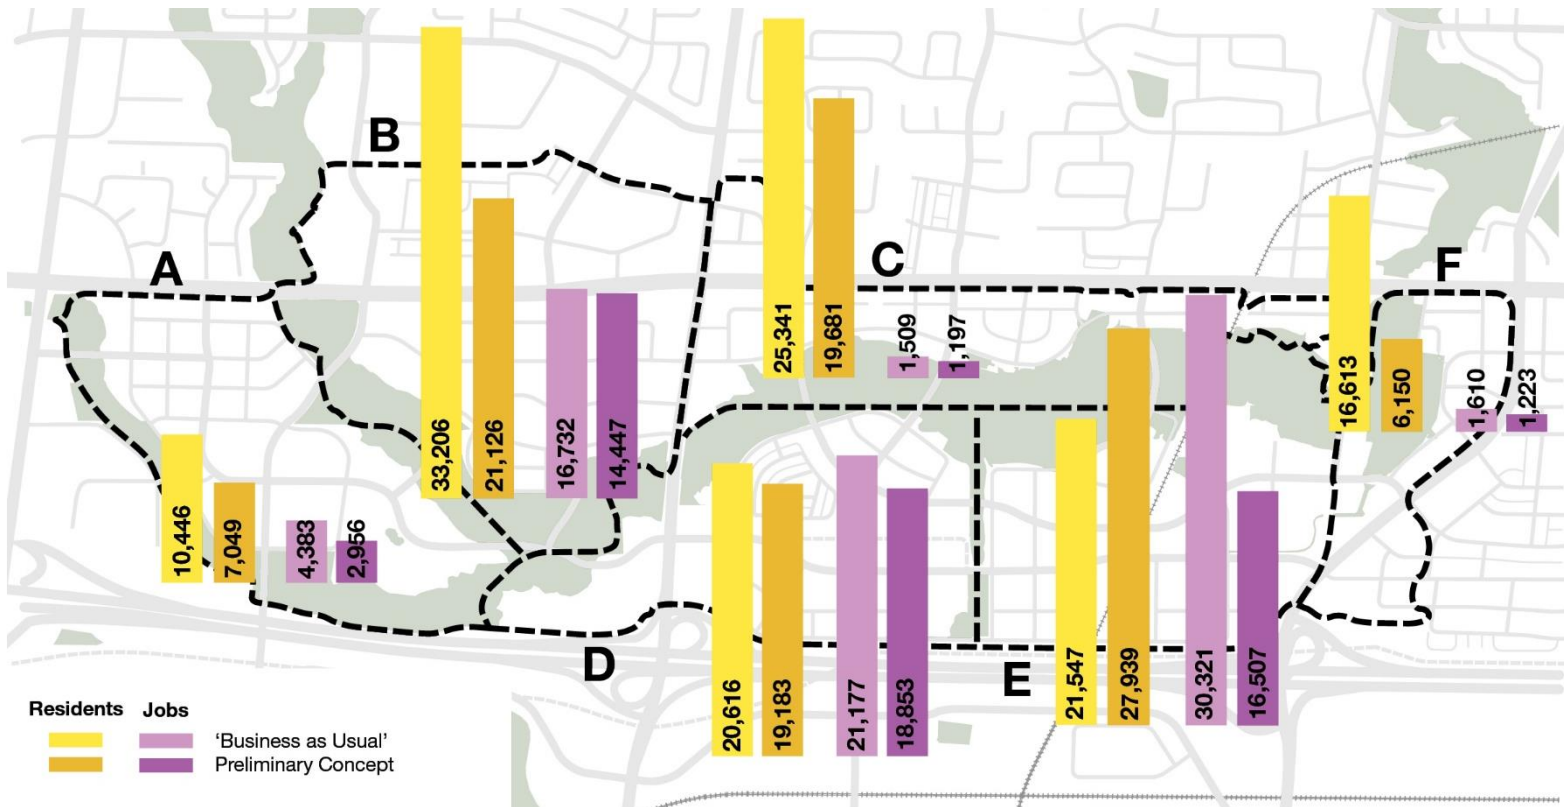 A
10,446
7,049
4,383
2,956
B
33,206
21,126
16,732
14,447
C
25,341
19,681
1,509
1,197
D
20,616
19,183
21,177
18,853
E
21,547
27,939
30,321
16,507
F
16,613
6,150
1,610
1,223
Residents Jobs
‘Business as Usual’
Preliminary Concept